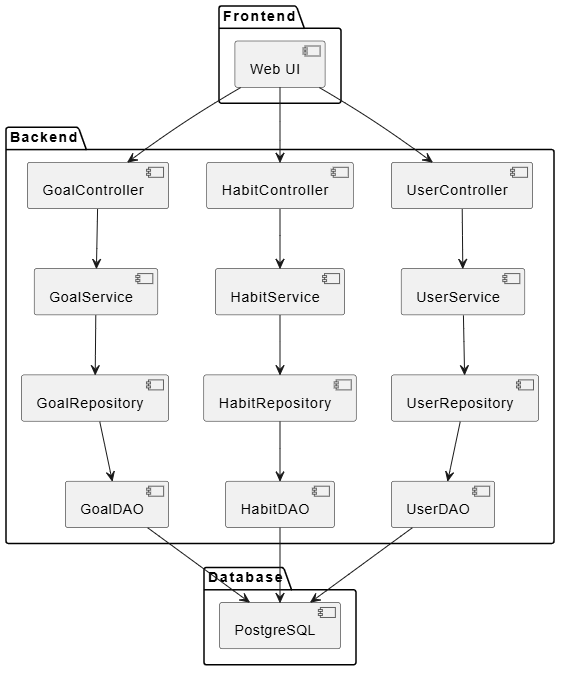 Frontend
Web UI
Backend
GoalController
HabitController
UserController
GoalService
HabitService
UserService
GoalRepository
HabitRepository
UserRepository
GoalDAO
HabitDAO
UserDAO
Database
PostgreSQL